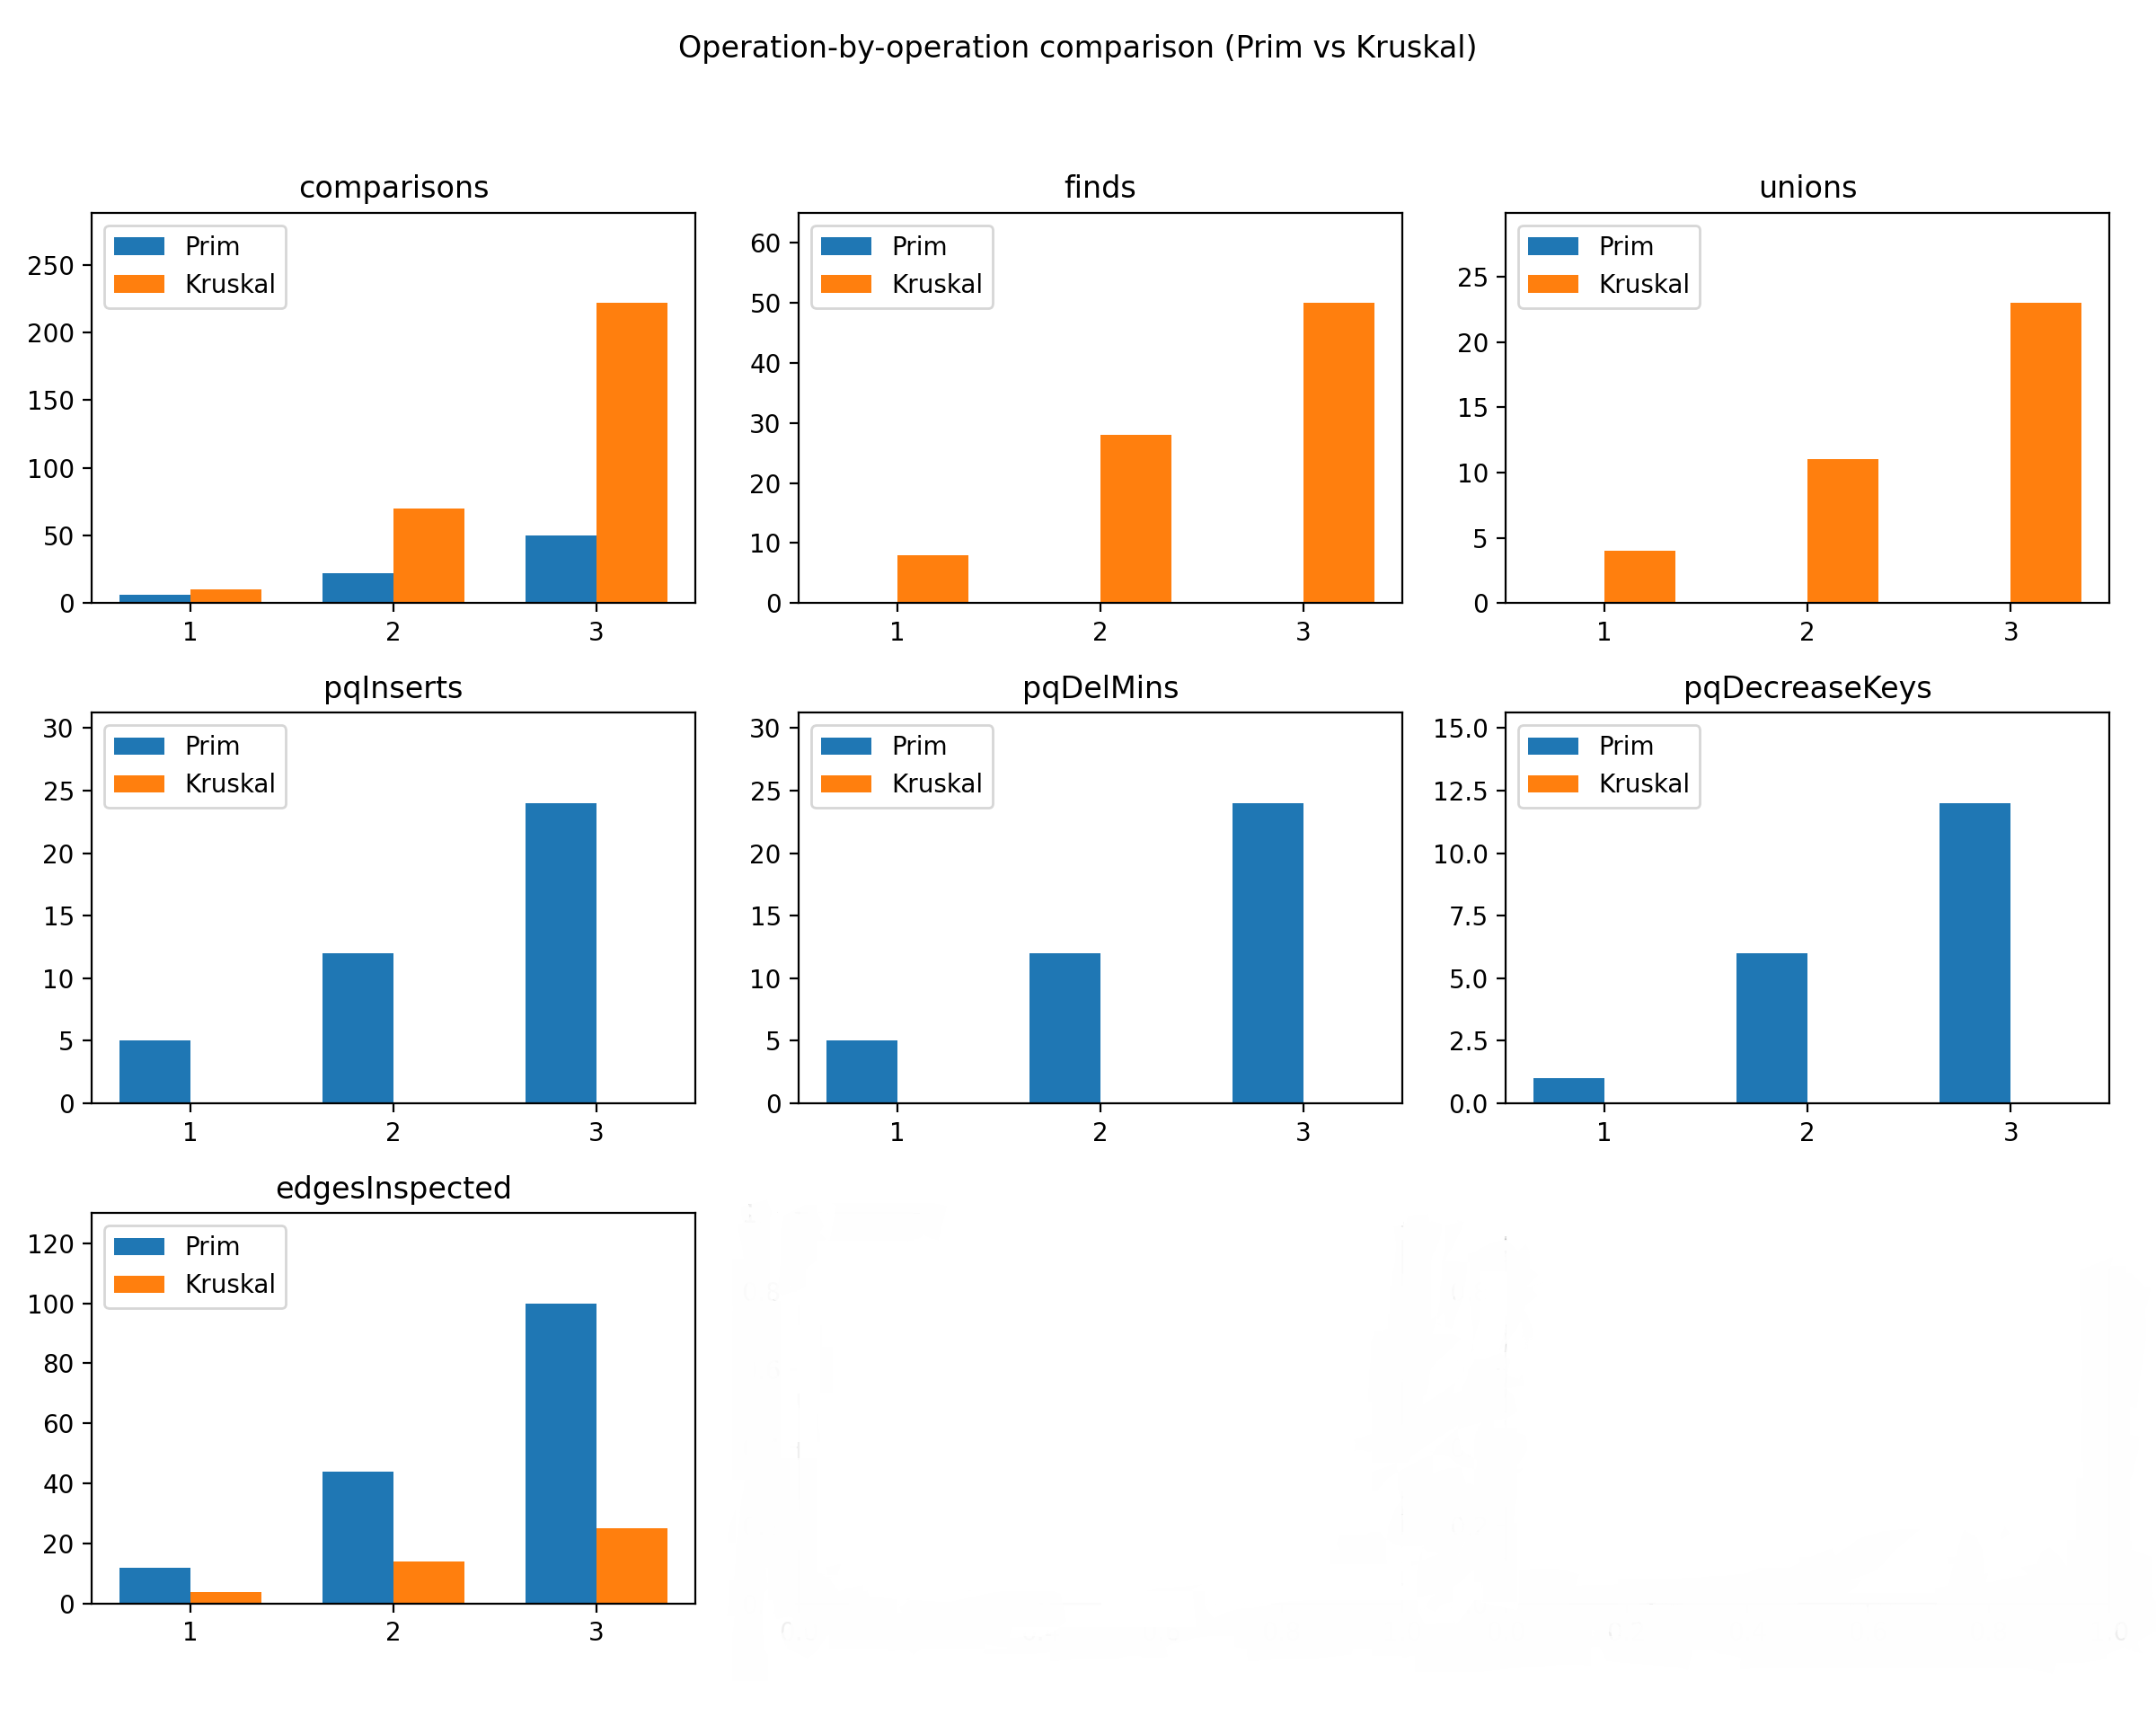 Operation-by-operation comparison (Prim vs Kruskal)
comparisons
Prim
Kruskal
250
200
150
100
50
0
1 2 3
finds
Prim
Kruskal
60
50
40
30
20
10
0
1 2 3
unions
Prim
Kruskal
25
20
15
10
5
0
1 2 3
pqInserts
Prim
Kruskal
30
25
20
15
10
5
0
1 2 3
pqDelMins
Prim
Kruskal
30
25
20
15
10
5
0
1 2 3
pqDecreaseKeys
Prim
Kruskal
15.0
12.5
10.0
7.5
5.0
2.5
0.0
1 2 3
edgesInspected
Prim
Kruskal
120
100
80
60
40
20
0
1 2 3